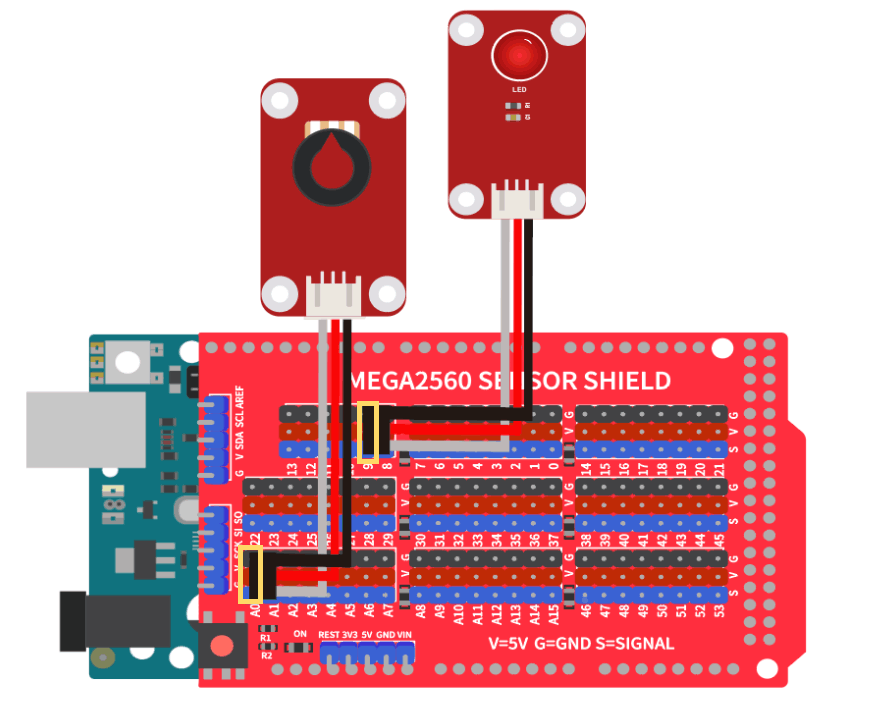 LED
R1
C1
MEGA2560 SENSOR SHIELD
G V SDA SCL AREF
13 12 11 10 9 8 7 6 5 4 3 2 1 0 14 15 16 17 18 19 20 21
G V S
G V S
G V SCK SI SO
22 23 24 25 26 27 28 29 30 31 32 33 34 35 36 37 38 39 40 41 42 43 44 45
G V S
G V S
A0 A1 A2 A3 A4 A5 A6 A7 A8 A9 A10 A11 A12 A13 A14 A15 46 47 48 49 50 51 52 53
G V S
G V S
R1
R2
ON
REST 3V3 5V GND VIN
V=5V G=GND S=SIGNAL